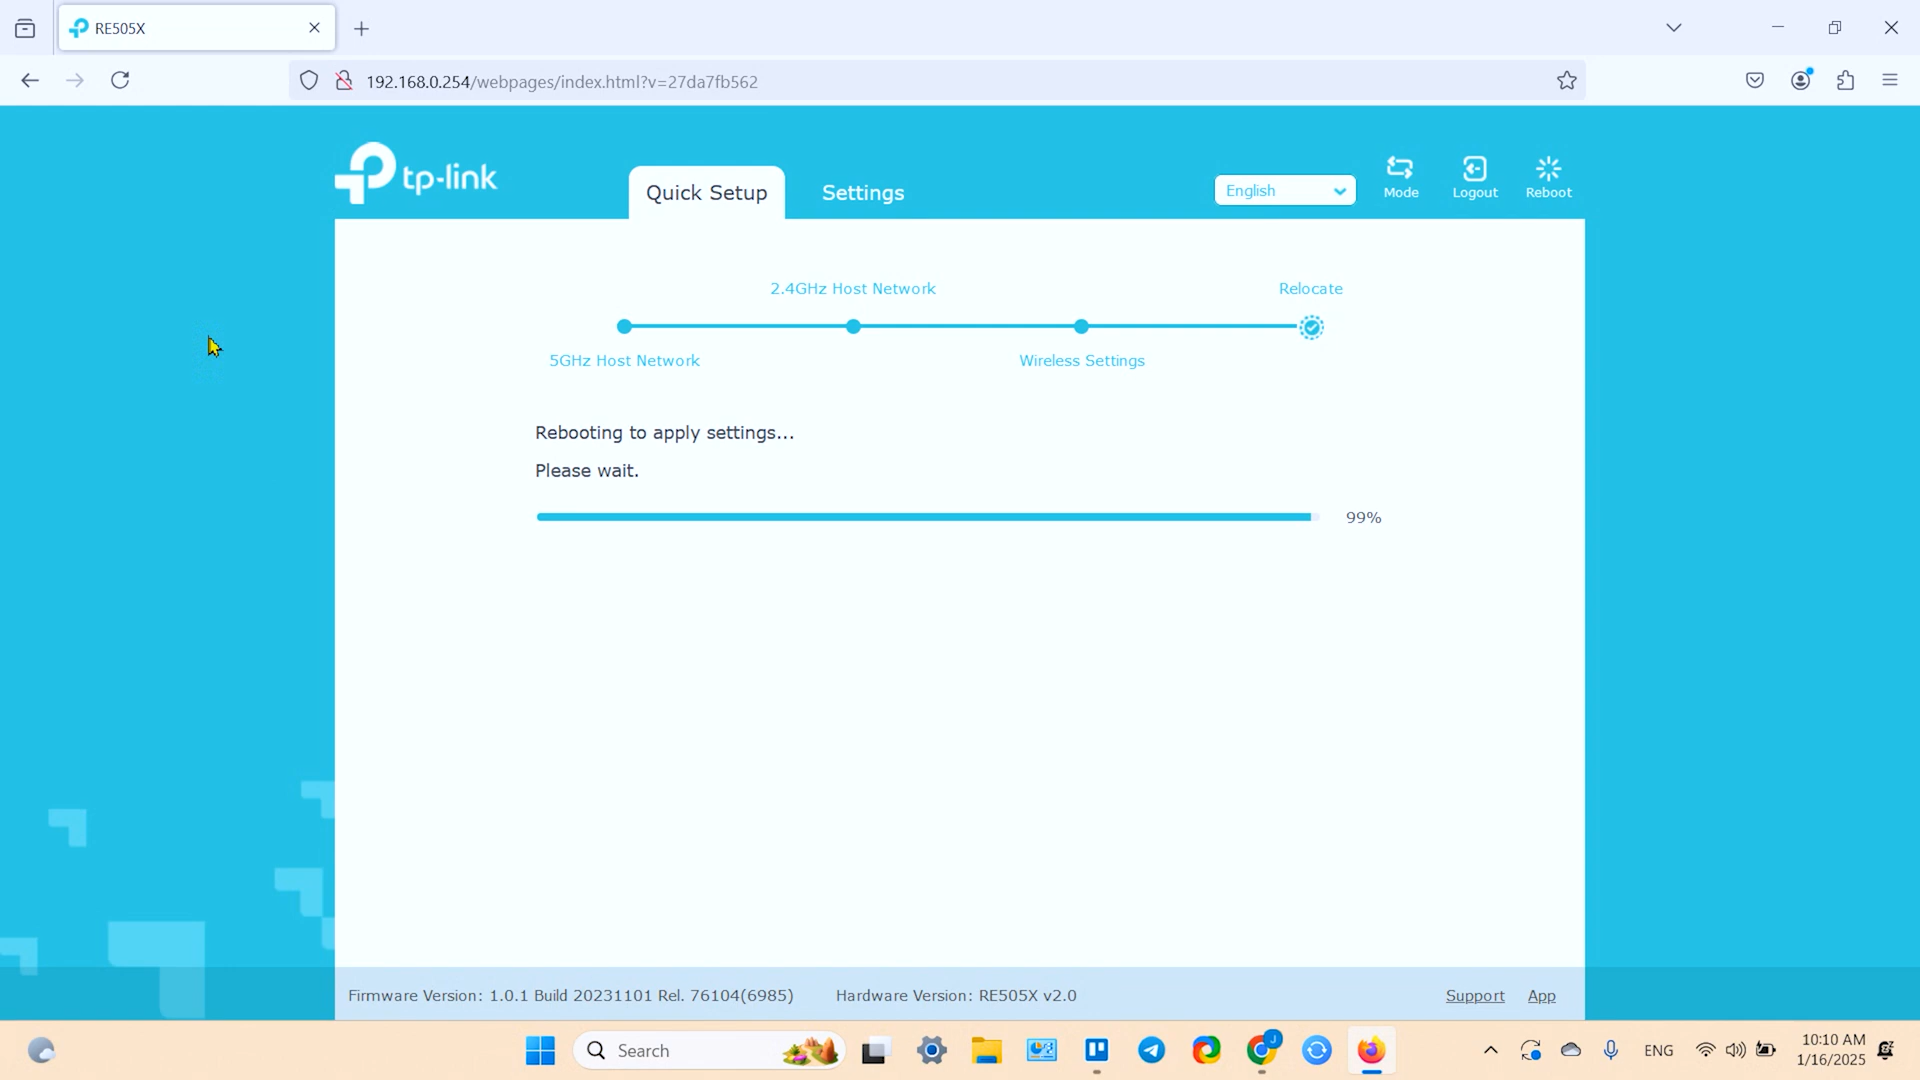 RE505X
192.168.0.254/webpages/index.html?v=27da7fb562
tp-link
Quick Setup
Settings
English
Mode
Logout
Reboot
2.4GHz Host Network
Relocate
5GHz Host Network
Wireless Settings
Rebooting to apply settings...
Please wait.
99%
Firmware Version: 1.0.1 Build 20231101 Rel. 76104(6985)
Hardware Version: RE505X v2.0
Support
App
Search
J
ENG
10:10 AM
1/16/2025